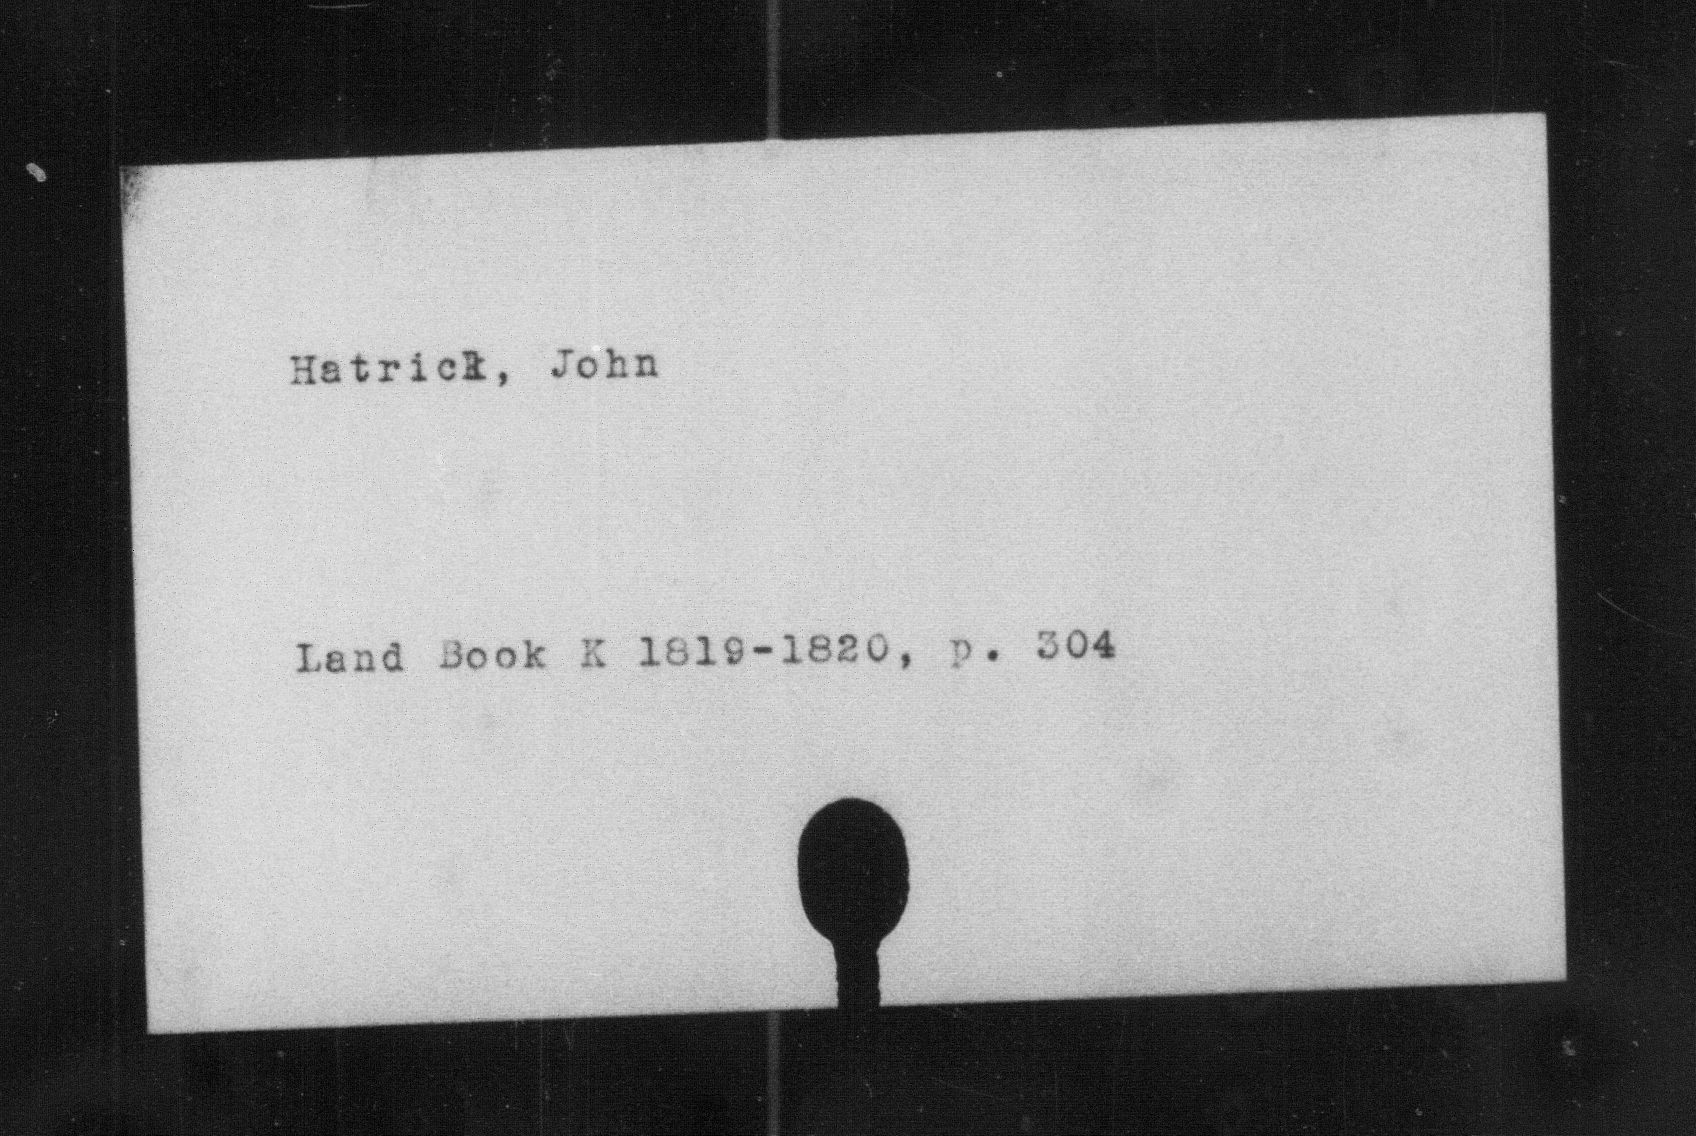 Hatrick, John
Land Book K 1819-1820, p. 304